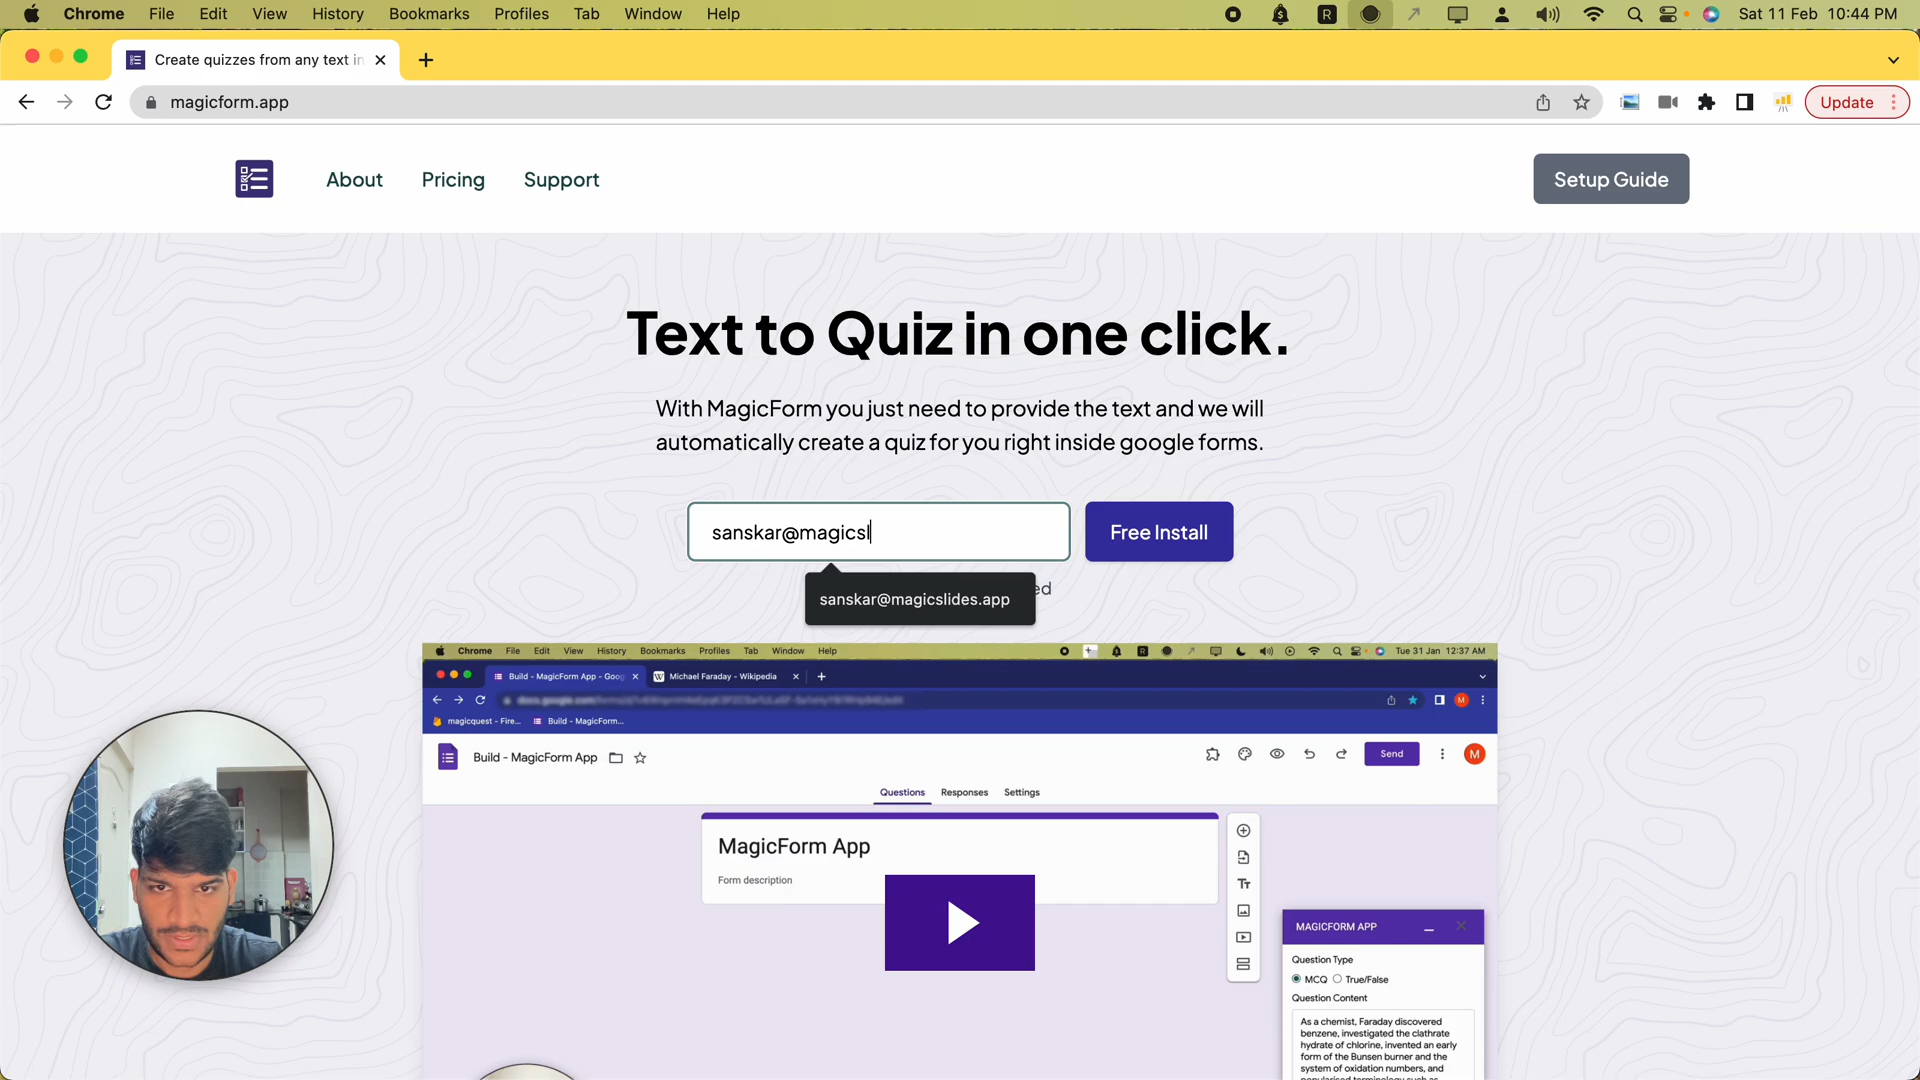 Chrome File Edit View History Bookmarks Profiles Tab Window Help
R
Sat 11 Feb 10:44 PM
Create quizzes from any text in
magicform.app
Update
About Pricing Support
Setup Guide
Text to Quiz in one click.
With MagicForm you just need to provide the text and we will
automatically create a quiz for you right inside google forms.
sanskar@magicsl
Free Install
ed
sanskar@magicslides.app
Chrome File Edit View History Bookmarks Profiles Tab Window Help
R
Tue 31 Jan 12:37 AM
Build - MagicForm App - Goog
W Michael Faraday - Wikipedia
M
magicquest - Fire...
Build - MagicForm...
Build - MagicForm App
Send
M
Questions Responses Settings
MagicForm App
Form description
Tт
MAGICFORM APP
Question Type
MCQ True/False
Question Content
As a chemist, Faraday discovered
benzene, investigated the clathrate
hydrate of chlorine, invented an early
form of the Bunsen burner and the
system of oxidation numbers, and
popularised terminology such as